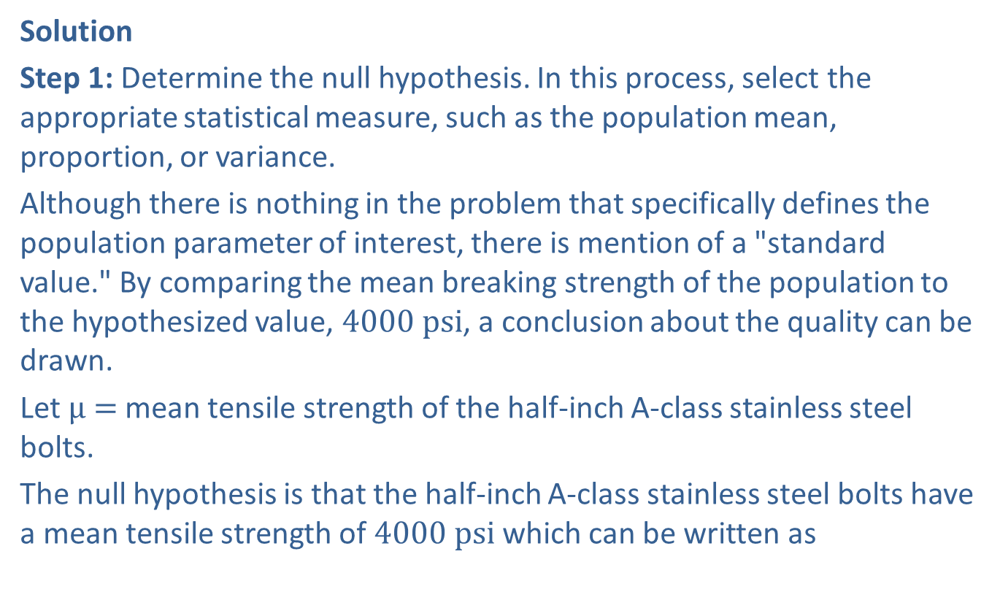 Solution
Step 1: Determine the null hypothesis. In this process, select the
appropriate statistical measure, such as the population mean,
proportion, or variance.
Although there is nothing in the problem that specifically defines the
population parameter of interest, there is mention of a "standard
value." By comparing the mean breaking strength of the population to
the hypothesized value, 4000 psi, a conclusion about the quality can be
drawn.
Let μ = mean tensile strength of the half-inch A-class stainless steel
bolts.
The null hypothesis is that the half-inch A-class stainless steel bolts have
a mean tensile strength of 4000 psi which can be written as